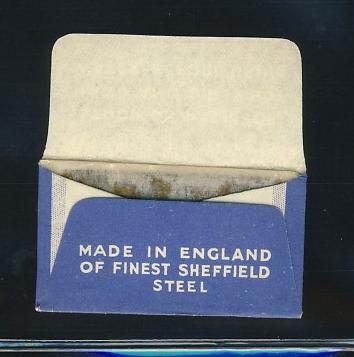 MADE IN ENGLAND
OF FINEST SHEFFIELD
STEEL